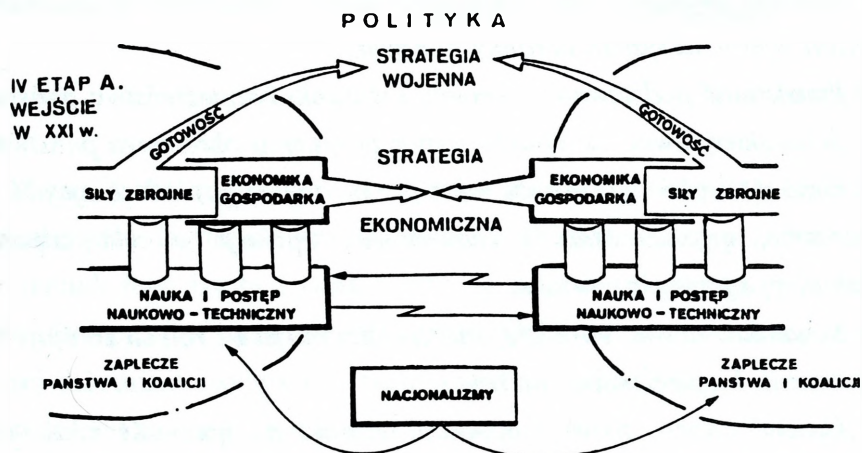 POLITYKA
IV ETAP A.
WEJŚCIE
W XXI w.
STRATEGIA
WOJENNA
GOTOWOŚĆ
GOTOWOŚĆ
STRATEGIA
EKONOMICZNA
SIŁY ZBROJNE
EKONOMIKA
GOSPODARKA
EKONOMIKA
GOSPODARKA
SIŁY ZBROJNE
NAUKA I POSTĘP
NAUKOWO - TECHNICZNY
NAUKA I POSTĘP
NAUKOWO - TECHNICZNY
ZAPLECZE
PAŃSTWA I KOALICJI
NACJONALIZMY
ZAPLECZE
PAŃSTWA I KOALICJI